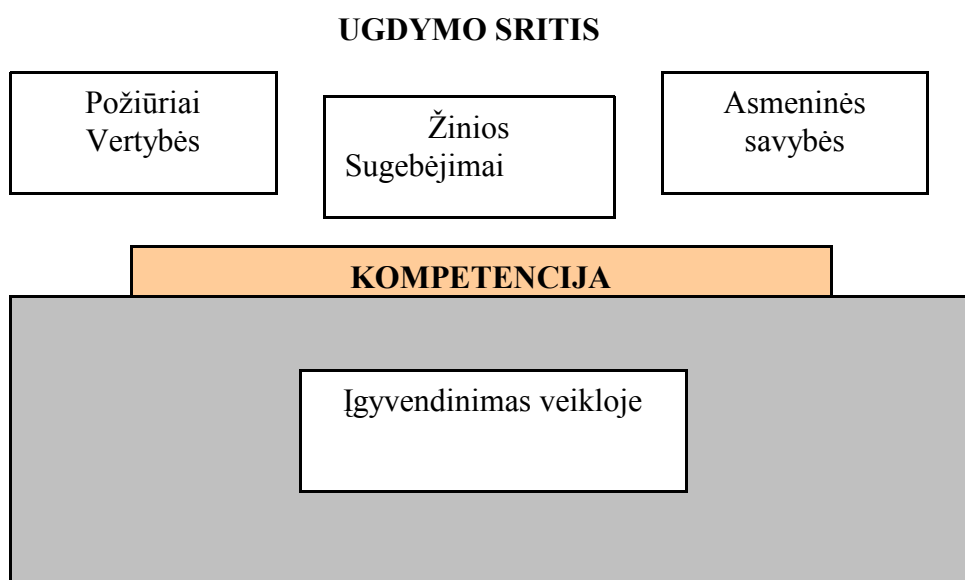 UGDYMO SRITIS
Požiūriai
Vertybės
Žinios
Sugebėjimai
Asmeninės
savybės
KOMPETENCIJA
Įgyvendinimas veikloje